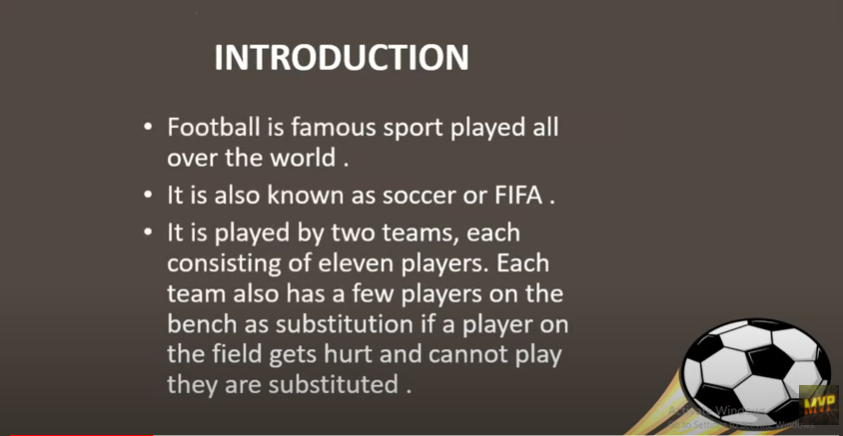 INTRODUCTION
• Football is famous sport played all
over the world .
• It is also known as soccer or FIFA .
• It is played by two teams, each
consisting of eleven players. Each
team also has a few players on the
bench as substitution if a player on
the field gets hurt and cannot play
they are substituted .
Activate Windows
Go to Settings to activate Windows.
MVP